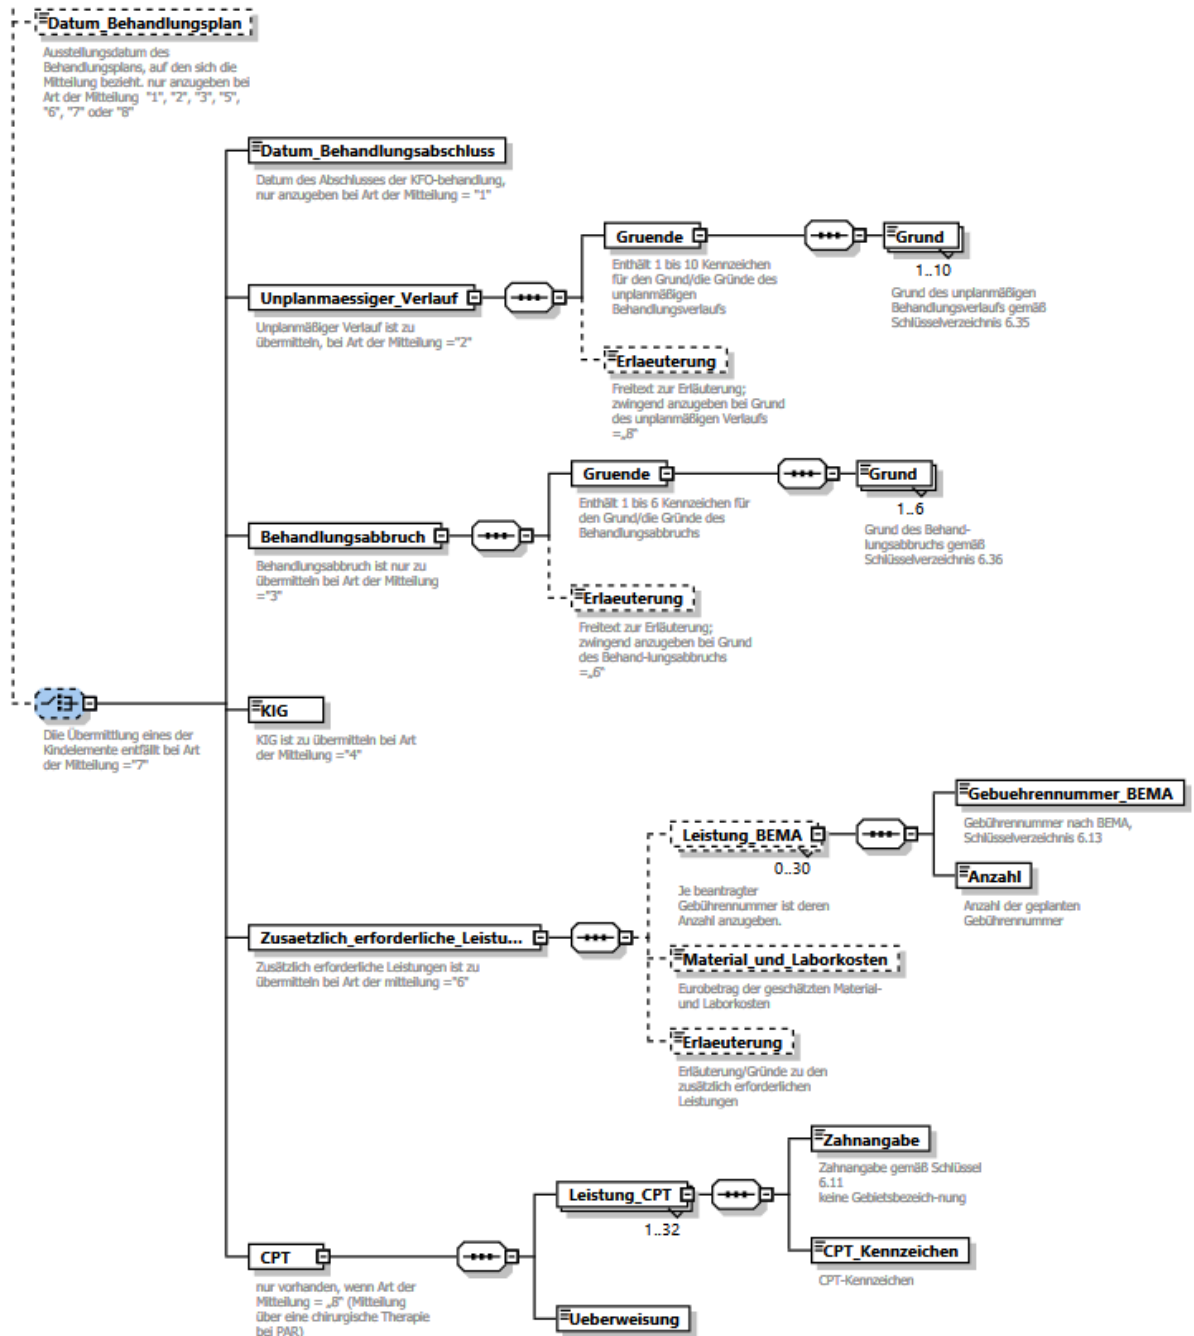 Datum_Behandlungsplan
Ausstellungsdatum des
Behandlungsplans, auf den sich die
Mitteilung bezieht. nur anzugeben bei
Art der Mitteilung "1", "2", "3", "5",
"6", "7" oder "8"
Datum_Behandlungsabschluss
Datum des Abschlusses der KFO-behandlung,
nur anzugeben bei Art der Mitteilung = "1"
Gruende
Grund
1..10
Enthält 1 bis 10 Kennzeichen
für den Grund/die Gründe des
unplanmäßigen
Behandlungsverlaufs
Grund des unplanmäßigen
Behandlungsverlaufs gemäß
Schlüsselverzeichnis 6.35
Unplanmaessiger_Verlauf
Unplanmäßiger Verlauf ist zu
übermitteln, bei Art der Mitteilung ="2"
Erlaeuterung
Freitext zur Erläuterung;
zwingend anzugeben bei Grund
des unplanmäßigen Verlaufs
=„8“
Gruende
Grund
1..6
Enthält 1 bis 6 Kennzeichen für
den Grund/die Gründe des
Behandlungsabbruchs
Grund des Behand-
lungsabbruchs gemäß
Schlüsselverzeichnis 6.36
Behandlungsabbruch
Behandlungsabbruch ist nur zu
übermitteln bei Art der Mitteilung
="3"
Erlaeuterung
Freitext zur Erläuterung;
zwingend anzugeben bei Grund
des Behand-lungsabbruchs
=„6“
DIie Übermittlung eines der
Kindelemente entfällt bei Art
der Mitteilung ="7"
KIG
KIG ist zu übermitteln bei Art
der Mitteilung ="4"
Gebuehrennummer_BEMA
Gebührennummer nach BEMA,
Schlüsselverzeichnis 6.13
Leistung_BEMA
0..30
Je beantragter
Gebührennummer ist deren
Anzahl anzugeben.
Anzahl
Anzahl der geplanten
Gebührennummer
Zusaetzlich_erforderliche_Leistu...
Zusätzlich erforderliche Leistungen ist zu
übermitteln bei Art der mitteilung ="6"
Material_und_Laborkosten
Eurobetrag der geschätzten Material-
und Laborkosten
Erlaeuterung
Erläuterung/Gründe zu den
zusätzlich erforderlichen
Leistungen
Zahnangabe
Zahnangabe gemäß Schlüssel
6.11
keine Gebietsbezeich-nung
Leistung_CPT
1..32
CPT_Kennzeichen
CPT-Kennzeichen
CPT
nur vorhanden, wenn Art der
Mitteilung = „8“ (Mitteilung
über eine chirurgische Therapie
bei PAR)
Ueberweisung